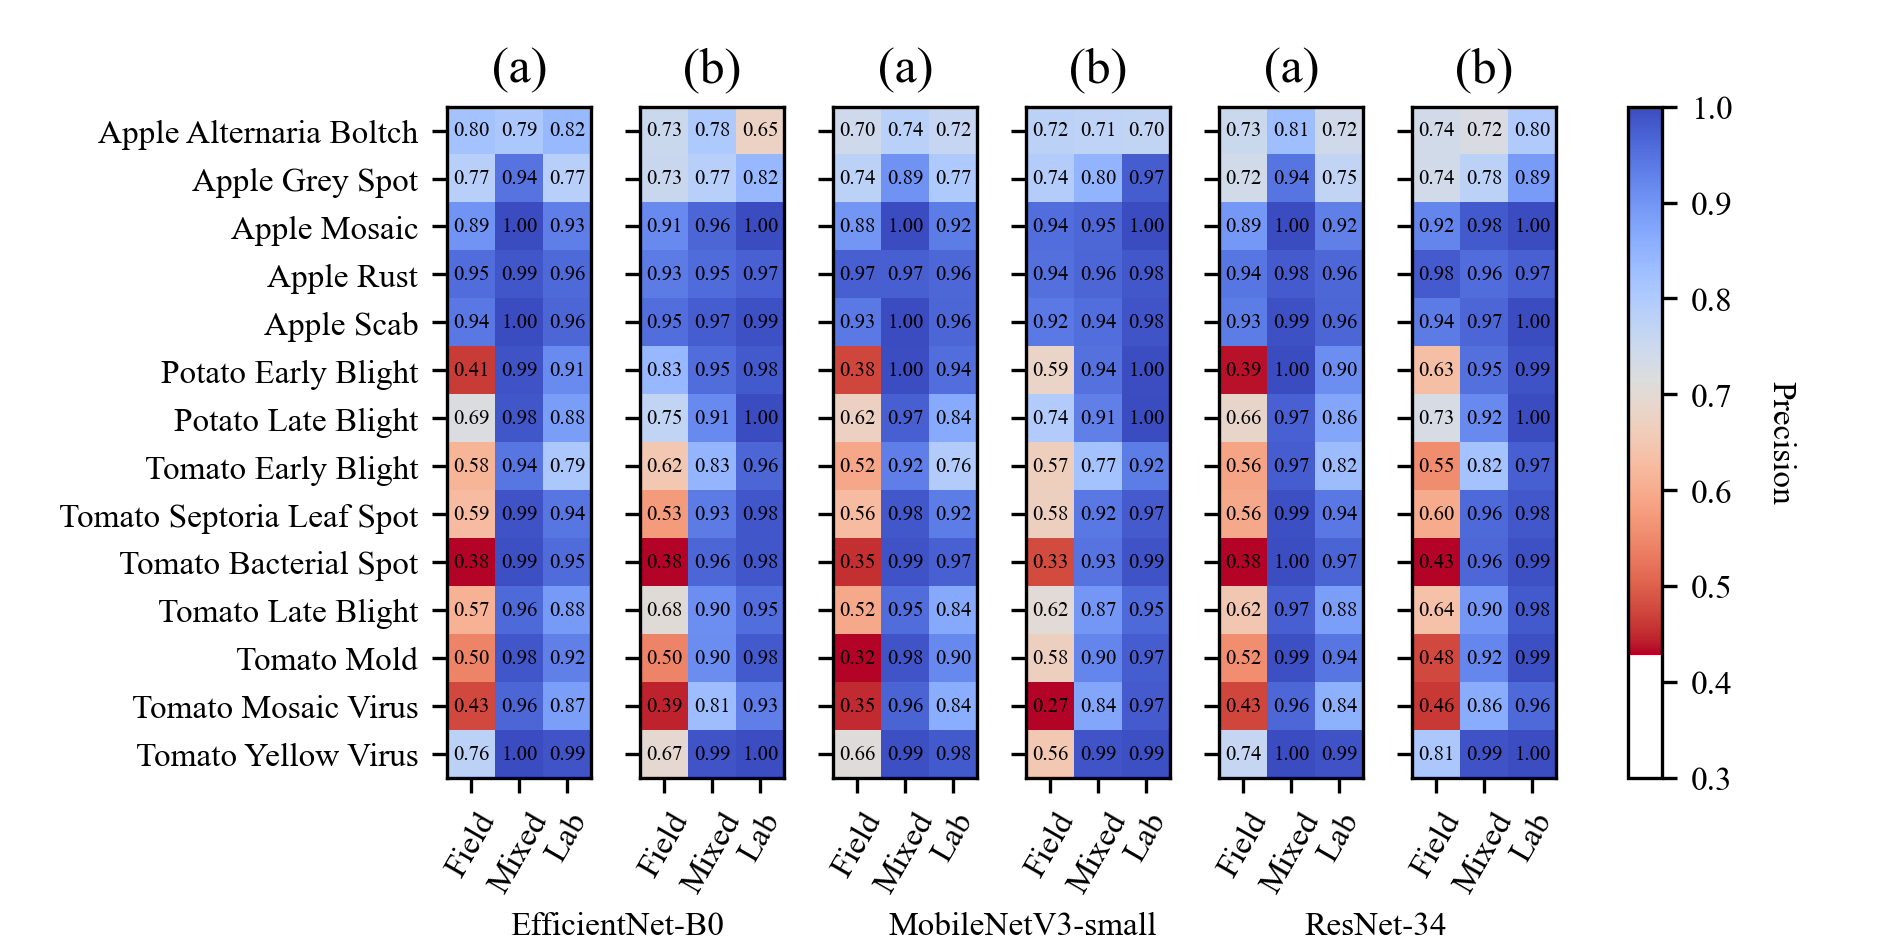 (a) (b) (a) (b) (a) (b)
Apple Alternaria Boltch 0.80 0.79 0.82 0.73 0.78 0.65 0.70 0.74 0.72 0.72 0.71 0.70 0.73 0.81 0.72 0.74 0.72 0.80 1.0
Apple Grey Spot 0.77 0.94 0.77 0.73 0.77 0.82 0.74 0.89 0.77 0.74 0.80 0.97 0.72 0.94 0.75 0.74 0.78 0.89 0.9
Apple Mosaic 0.89 1.00 0.93 0.91 0.96 1.00 0.88 1.00 0.92 0.94 0.95 1.00 0.89 1.00 0.92 0.92 0.98 1.00
Apple Rust 0.95 0.99 0.96 0.93 0.95 0.97 0.97 0.97 0.96 0.94 0.96 0.98 0.94 0.98 0.96 0.98 0.96 0.97 0.8
Apple Scab 0.94 1.00 0.96 0.95 0.97 0.99 0.93 1.00 0.96 0.92 0.94 0.98 0.93 0.99 0.96 0.94 0.97 1.00
Potato Early Blight 0.41 0.99 0.91 0.83 0.95 0.98 0.38 1.00 0.94 0.59 0.94 1.00 0.39 1.00 0.90 0.63 0.95 0.99 0.7
Potato Late Blight 0.69 0.98 0.88 0.75 0.91 1.00 0.62 0.97 0.84 0.74 0.91 1.00 0.66 0.97 0.86 0.73 0.92 1.00
Precision
Tomato Early Blight 0.58 0.94 0.79 0.62 0.83 0.96 0.52 0.92 0.76 0.57 0.77 0.92 0.56 0.97 0.82 0.55 0.82 0.97 0.6
Tomato Septoria Leaf Spot 0.59 0.99 0.94 0.53 0.93 0.98 0.56 0.98 0.92 0.58 0.92 0.97 0.56 0.99 0.94 0.60 0.96 0.98
Tomato Bacterial Spot 0.38 0.99 0.95 0.38 0.96 0.98 0.35 0.99 0.97 0.33 0.93 0.99 0.38 1.00 0.97 0.43 0.96 0.99 0.5
Tomato Late Blight 0.57 0.96 0.88 0.68 0.90 0.95 0.52 0.95 0.84 0.62 0.87 0.95 0.62 0.97 0.88 0.64 0.90 0.98
Tomato Mold 0.50 0.98 0.92 0.50 0.90 0.98 0.32 0.98 0.90 0.58 0.90 0.97 0.52 0.99 0.94 0.48 0.92 0.99 0.4
Tomato Mosaic Virus 0.43 0.96 0.87 0.39 0.81 0.93 0.35 0.96 0.84 0.27 0.84 0.97 0.43 0.96 0.84 0.46 0.86 0.96
Tomato Yellow Virus 0.76 1.00 0.99 0.67 0.99 1.00 0.66 0.99 0.98 0.56 0.99 0.99 0.74 1.00 0.99 0.81 0.99 1.00 0.3
Field Mixed Lab Field Mixed Lab Field Mixed Lab Field Mixed Lab Field Mixed Lab Field Mixed Lab
EfficientNet-B0 MobileNetV3-small ResNet-34